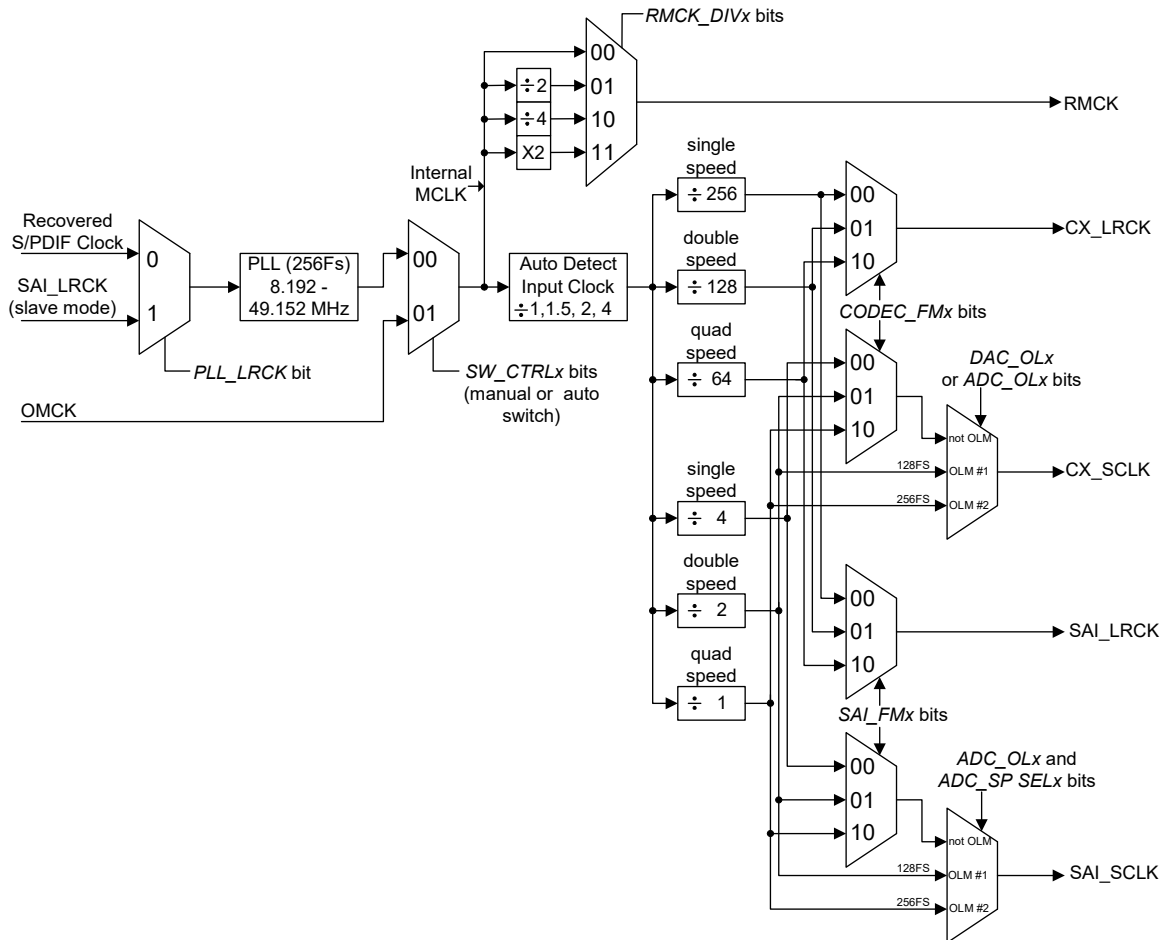 RMCK_DIVx bits
00
÷2
01
÷4
10
X2
11
RMCK
Internal
MCLK
single
speed
÷ 256
00
01
10
CX_LRCK
Recovered
S/PDIF Clock
0
SAI_LRCK
(slave mode)
1
PLL (256Fs)
8.192 -
49.152 MHz
00
01
Auto Detect
Input Clock
÷1,1.5, 2, 4
double
speed
÷ 128
CODEC_FMx bits
PLL_LRCK bit
SW_CTRLx bits
(manual or auto
switch)
OMCK
quad
speed
÷ 64
00
01
10
DAC_OLx
or ADC_OLx bits
not OLM
128FS
OLM #1
256FS
OLM #2
CX_SCLK
single
speed
÷ 4
double
speed
÷ 2
00
01
10
SAI_LRCK
quad
speed
÷ 1
SAI_FMx bits
00
01
10
ADC_OLx and
ADC_SP SELx bits
not OLM
128FS
OLM #1
256FS
OLM #2
SAI_SCLK